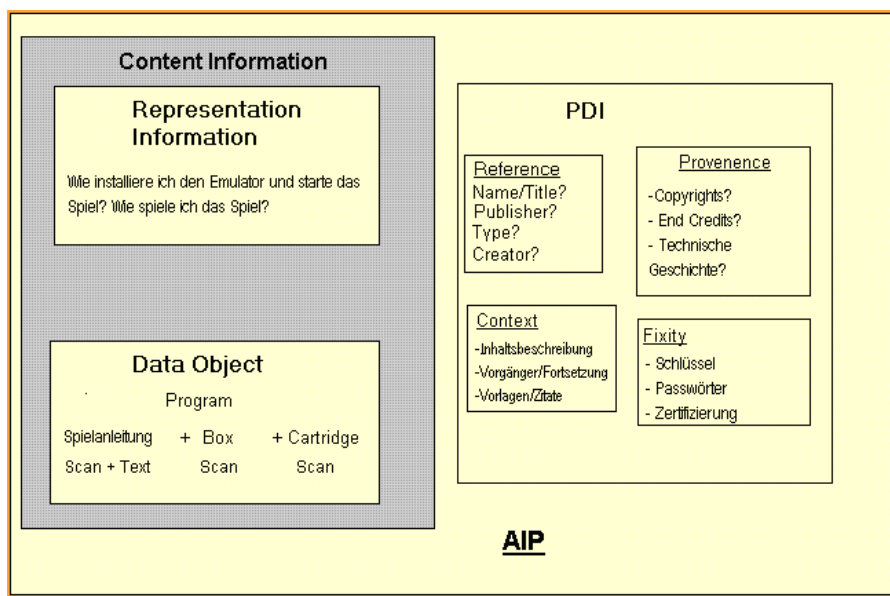 Content Information
Representation
Information
Wie installiere ich den Emulator und starte das
Spiel? Wie spiele ich das Spiel?
Data Object
Program
Spielanleitung + Box + Cartridge
Scan + Text Scan Scan
PDI
Reference
Name/Title?
Publisher?
Type?
Creator?
Provenence
-Copyrights?
- End Credits?
- Technische
Geschichte?
Context
-Inhaltsbeschreibung
-Vorgänger/Fortsetzung
-Vorlagen/Zitate
Fixity
- Schlüssel
- Passwörter
- Zertifizierung
AIP